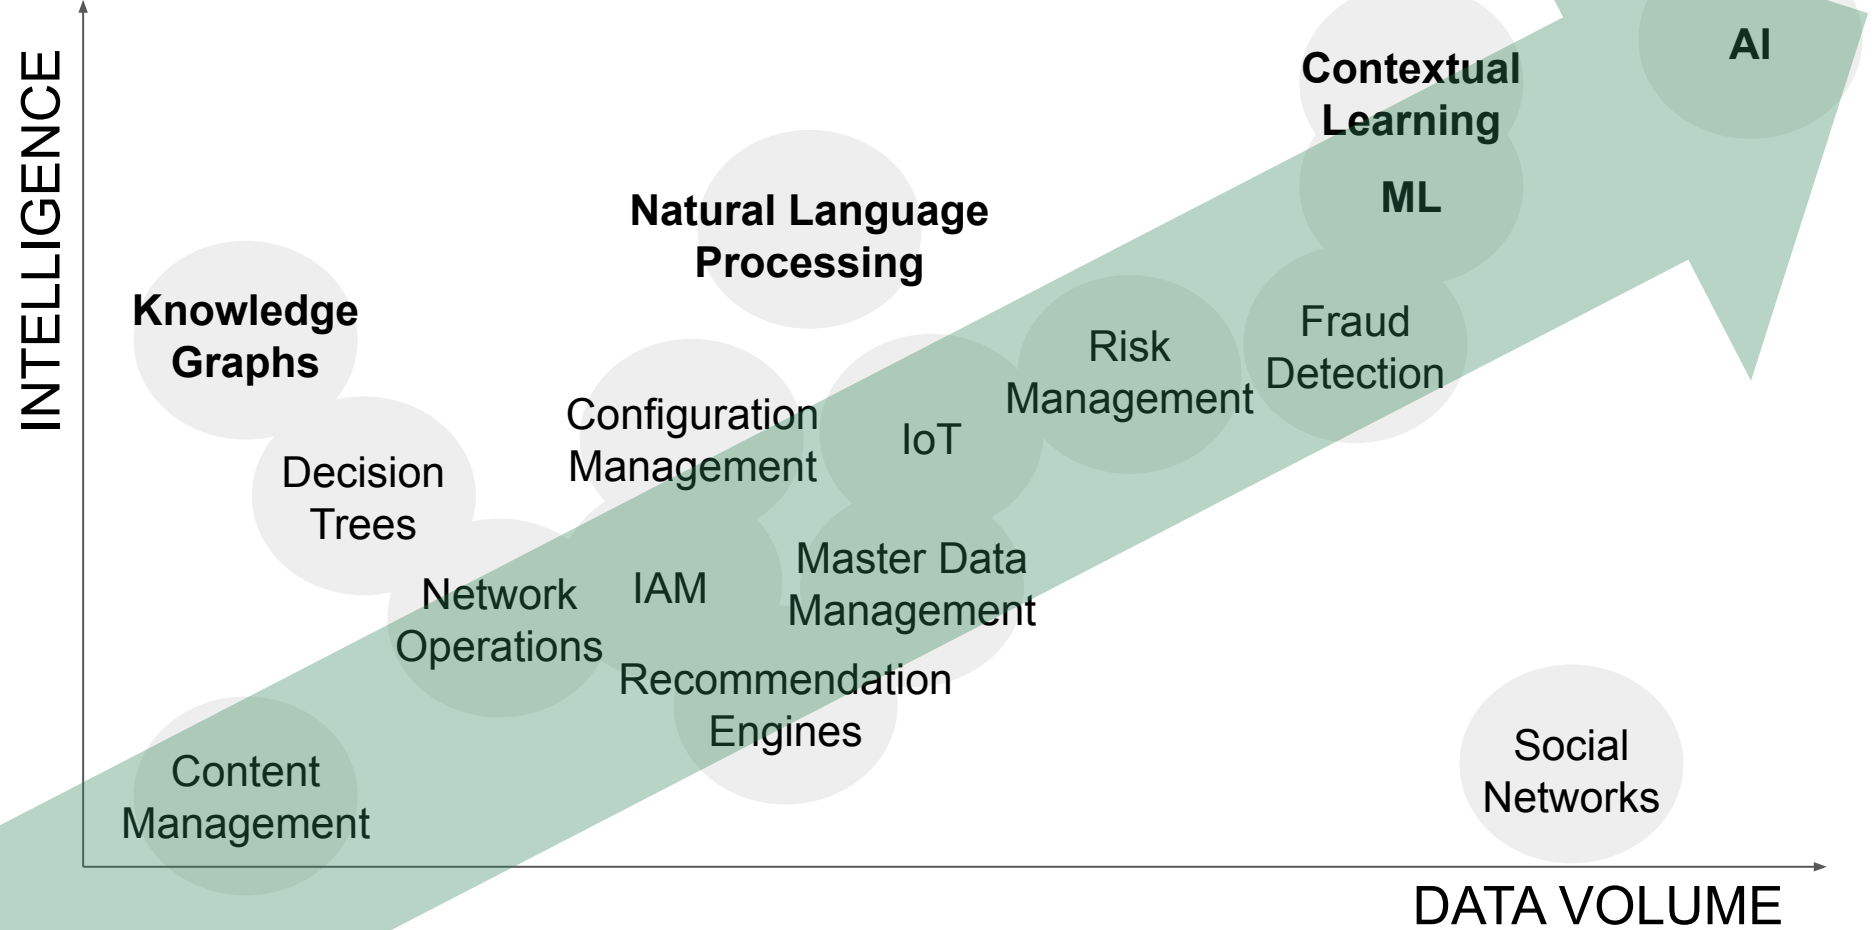 INTELLIGENCE
AI
Contextual
Learning
ML
Natural Language
Processing
Knowledge
Graphs
Risk
Management
Fraud
Detection
Configuration
Management
IoT
Decision
Trees
Network
Operations
IAM
Master Data
Management
Recommendation
Engines
Content
Management
Social
Networks
DATA VOLUME